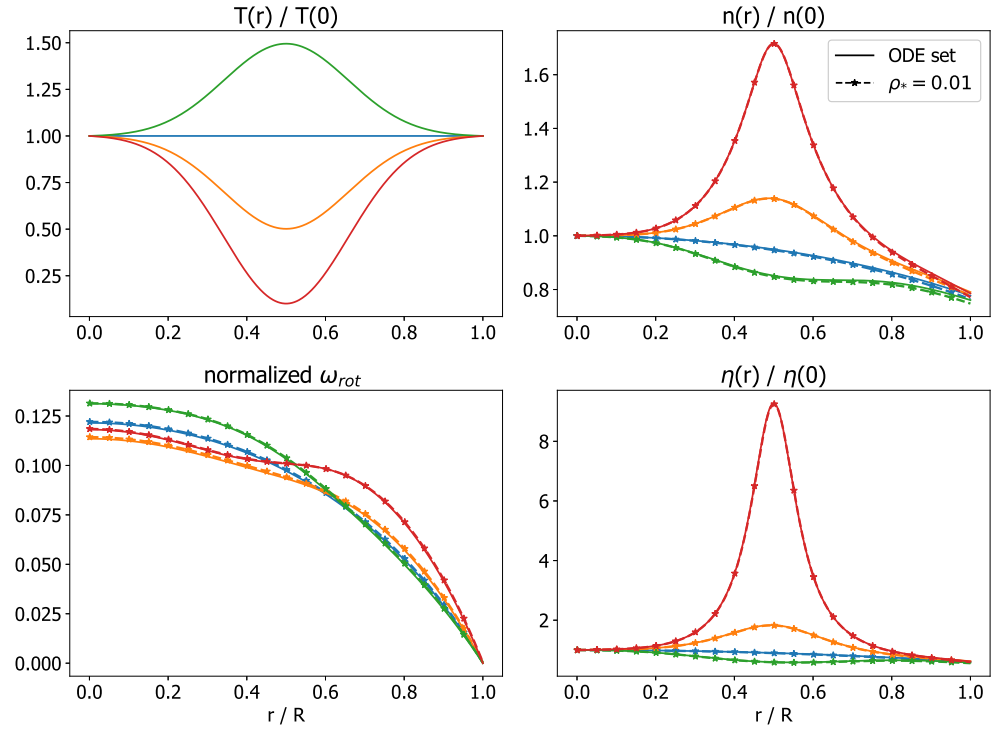 T(r) / T(0)
1.50
1.25
1.00
0.75
0.50
0.25
0.0 0.2 0.4 0.6 0.8 1.0
n(r) / n(0)
ODE set
ρ* = 0.01
1.6
1.4
1.2
1.0
0.8
0.0 0.2 0.4 0.6 0.8 1.0
normalized ω_rot
0.125
0.100
0.075
0.050
0.025
0.000
0.0 0.2 0.4 0.6 0.8 1.0
r / R
η(r) / η(0)
8
6
4
2
0.0 0.2 0.4 0.6 0.8 1.0
r / R